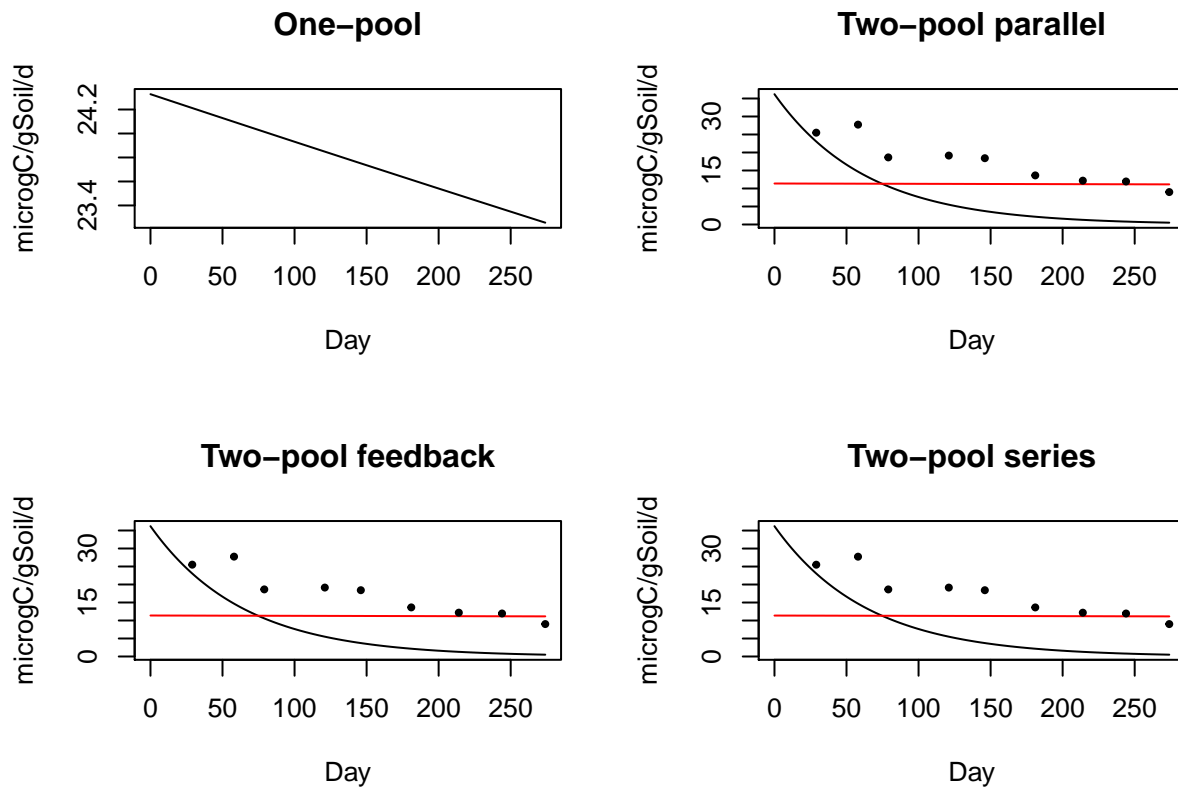 One−pool
microgC/gSoil/d
24.2
23.4
0 50 100 150 200 250
Day
Two−pool parallel
microgC/gSoil/d
30
15
0
0 50 100 150 200 250
Day
Two−pool feedback
microgC/gSoil/d
30
15
0
0 50 100 150 200 250
Day
Two−pool series
microgC/gSoil/d
30
15
0
0 50 100 150 200 250
Day